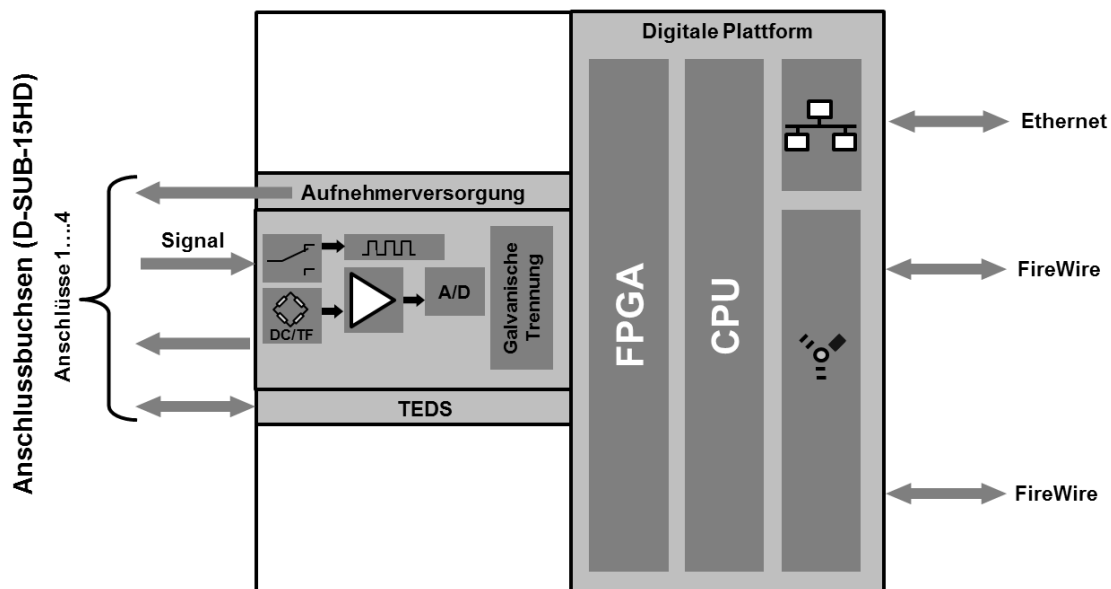 Anschlussbuchsen (D-SUB-15HD)
Anschlüsse 1....4
Signal
Aufnehmerversorgung
DC/TF
A/D
Galvanische
Trennung
TEDS
Digitale Plattform
FPGA
CPU
Ethernet
FireWire
FireWire